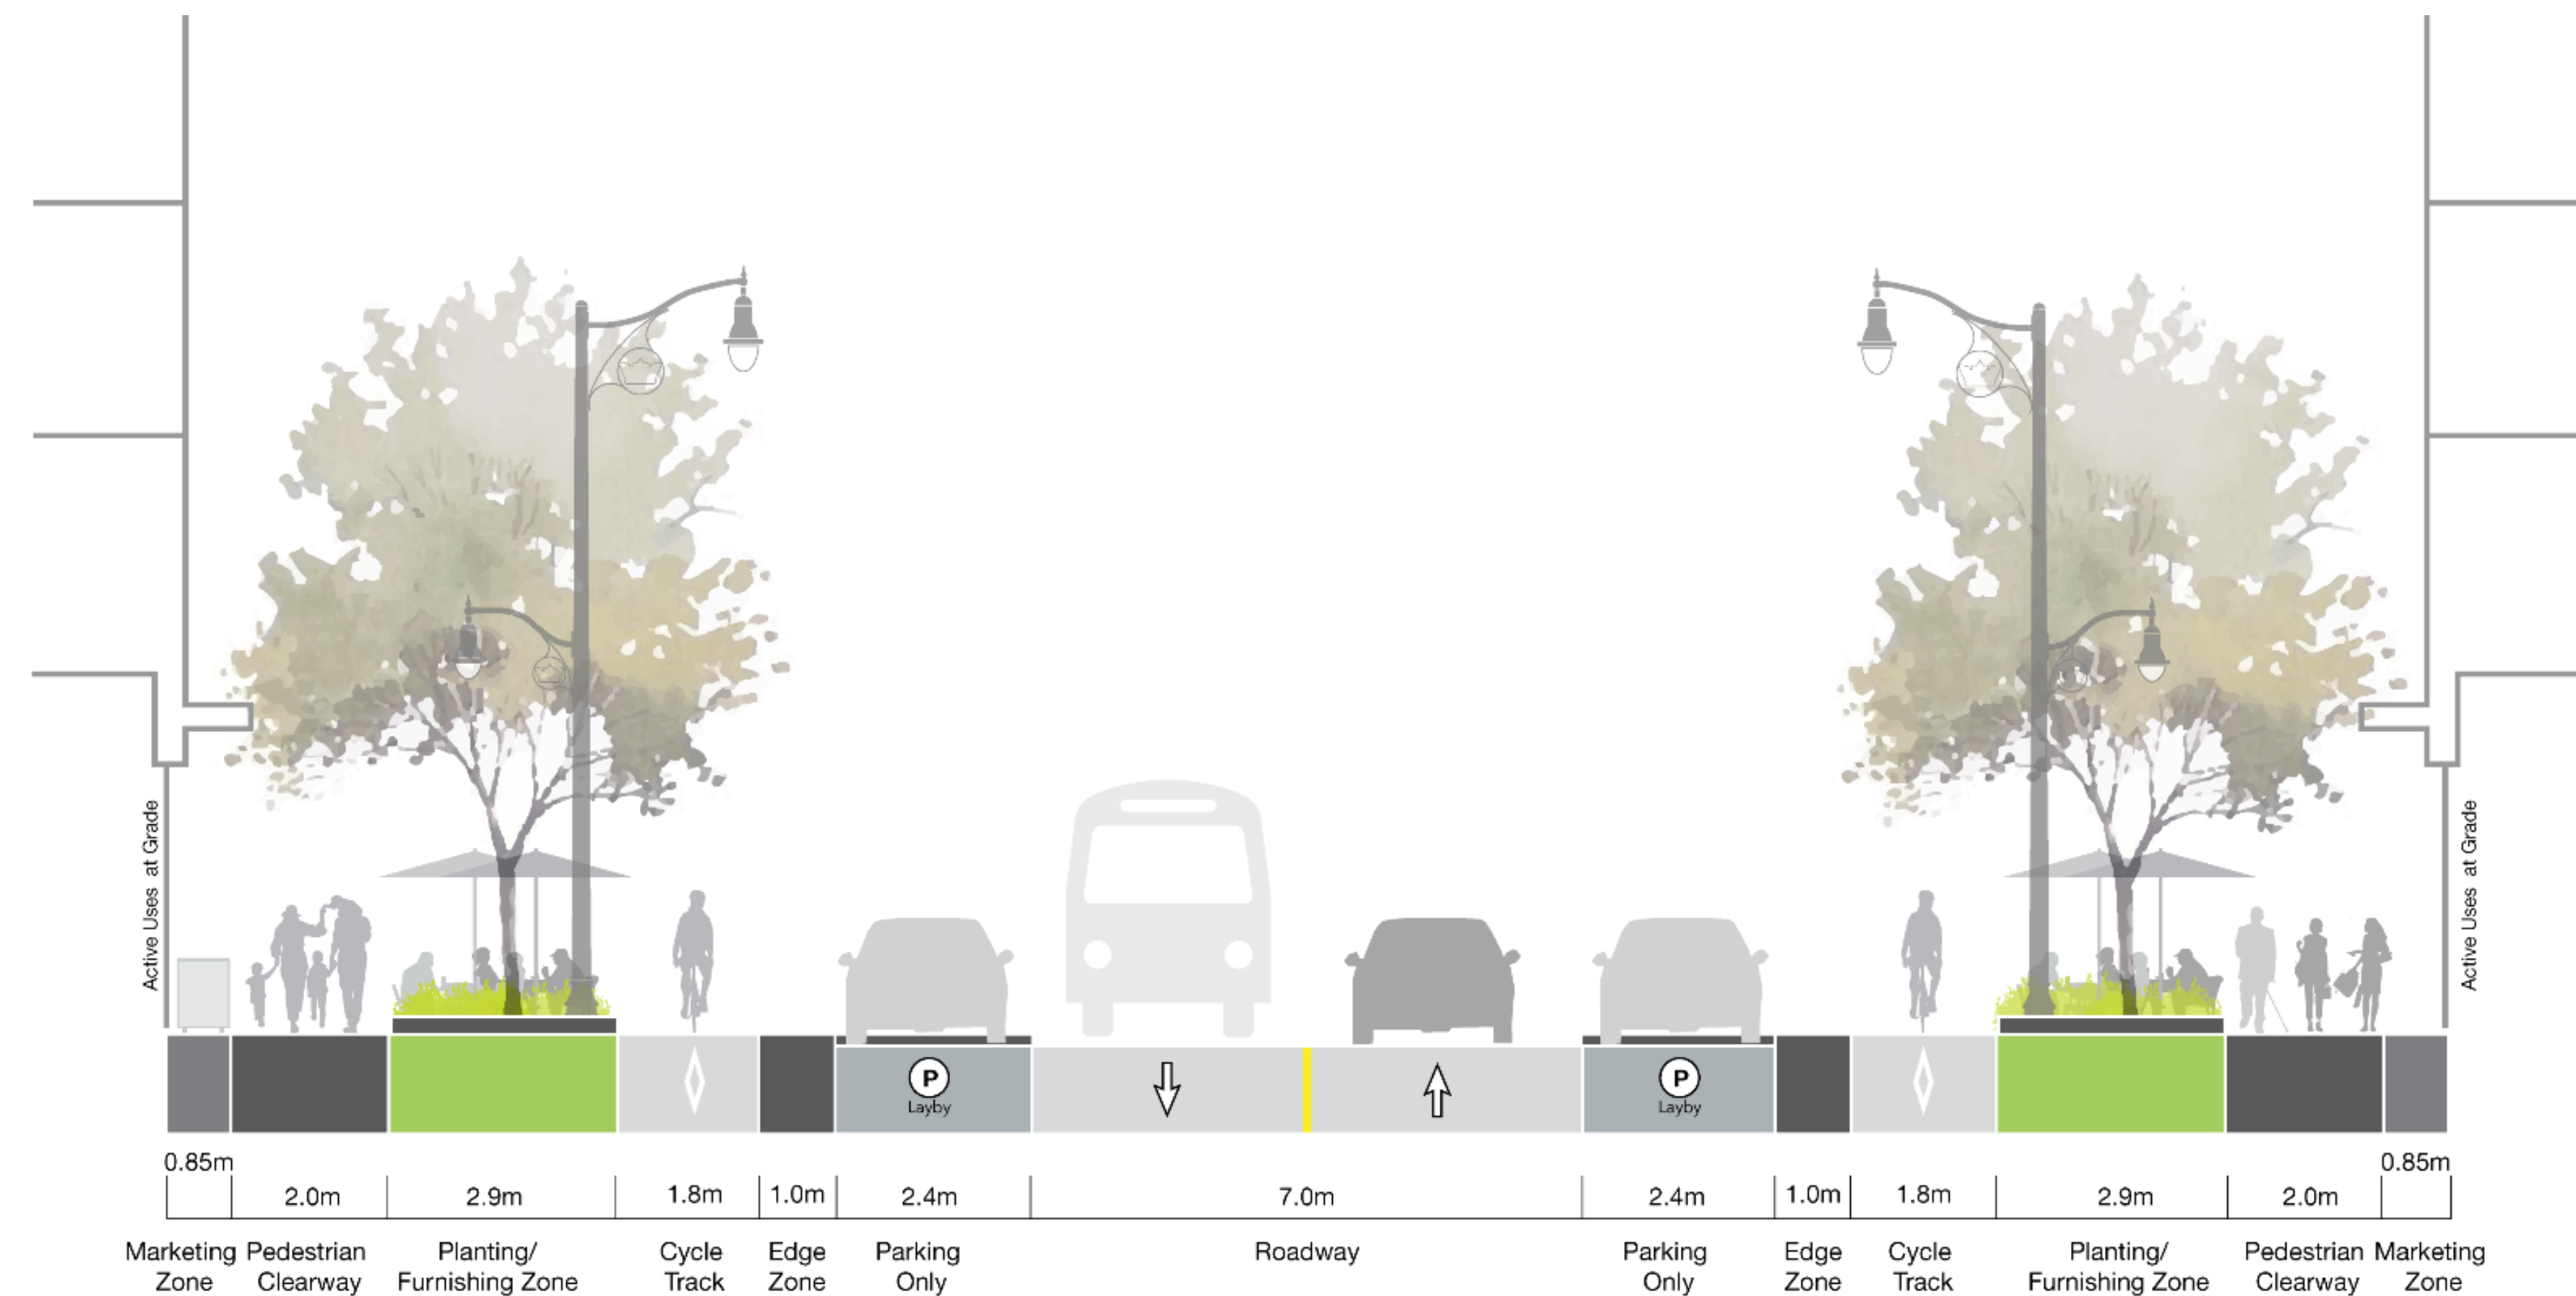 Active Uses at Grade
Active Uses at Grade
P
Layby
P
Layby
0.85m
0.85m
2.0m
2.9m
1.8m
1.0m
2.4m
7.0m
2.4m
1.0m
1.8m
2.9m
2.0m
Marketing Zone
Pedestrian Clearway
Planting/
Furnishing Zone
Cycle Track
Edge Zone
Parking Only
Roadway
Parking Only
Edge Zone
Cycle Track
Planting/
Furnishing Zone
Pedestrian Clearway
Marketing Zone